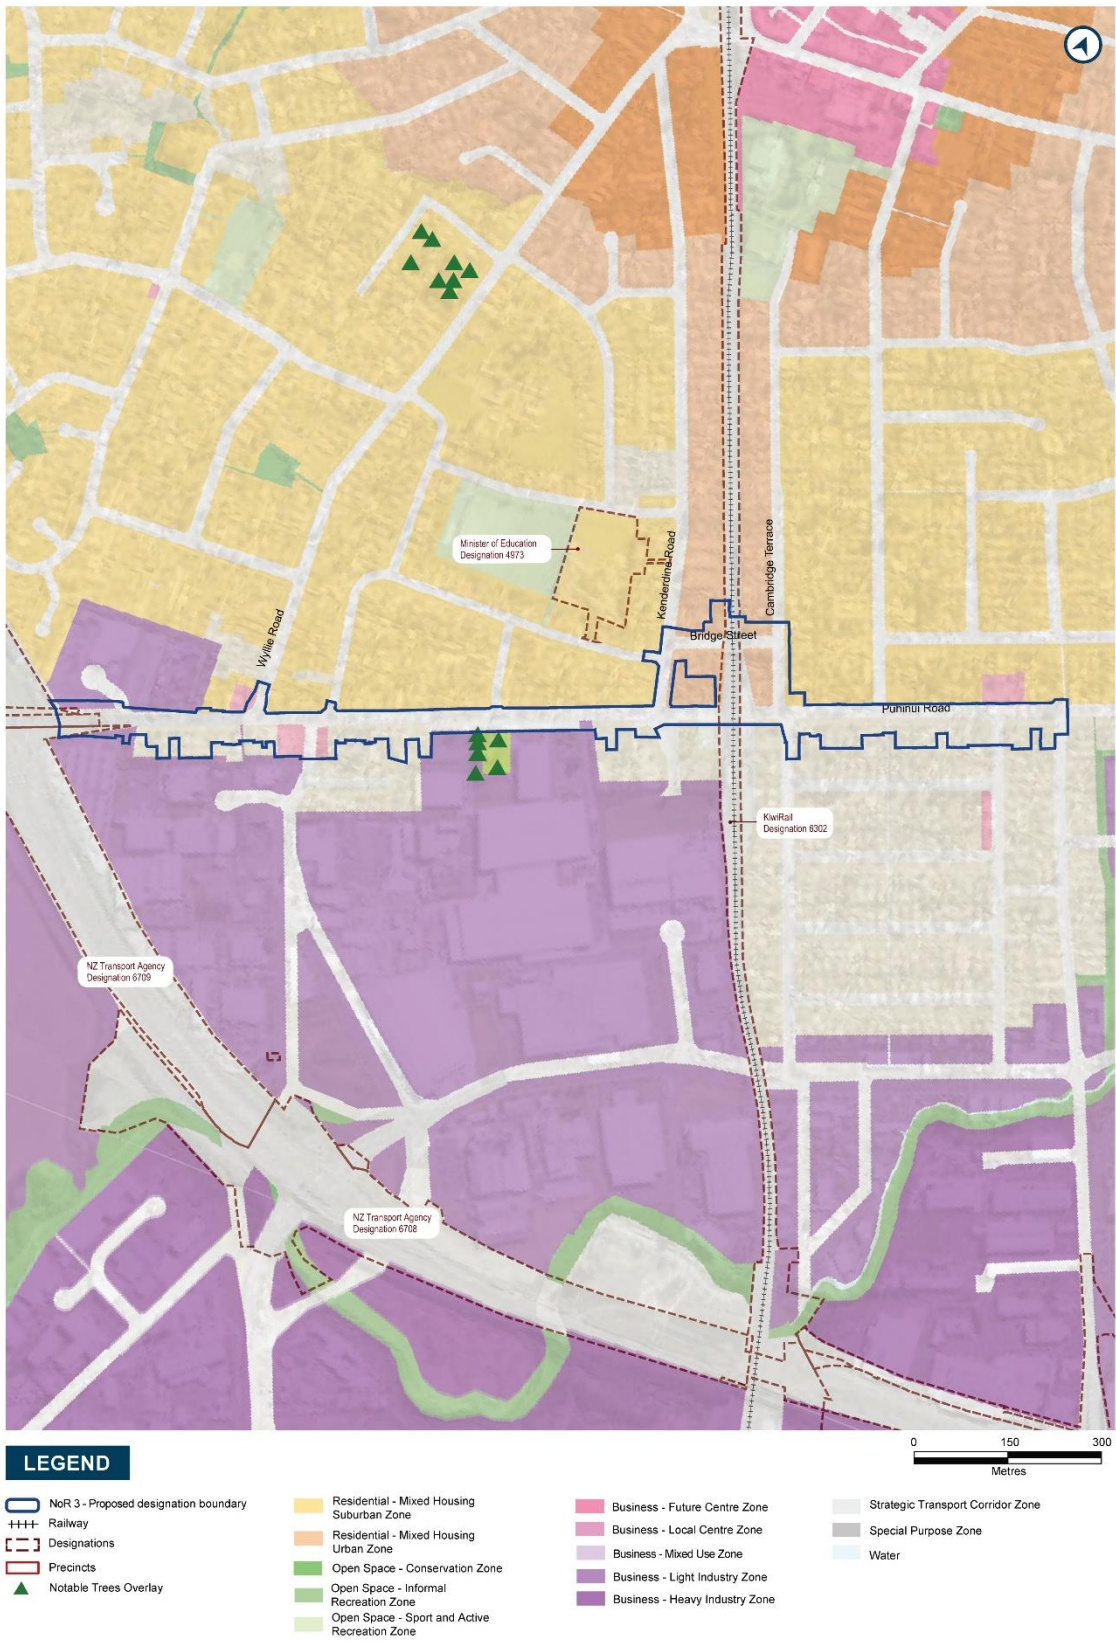 Minister of Education
Designation 4973
Kenderdine Road
Cambridge Terrace
Wyllie Road
Bridge Street
Puhinui Road
KiwiRail
Designation 6302
NZ Transport Agency
Designation 6709
NZ Transport Agency
Designation 6708
LEGEND
0 150 300
Metres
NoR 3 - Proposed designation boundary
Railway
Designations
Precincts
Notable Trees Overlay
Residential - Mixed Housing
Suburban Zone
Residential - Mixed Housing
Urban Zone
Open Space - Conservation Zone
Open Space - Informal
Recreation Zone
Open Space - Sport and Active
Recreation Zone
Business - Future Centre Zone
Business - Local Centre Zone
Business - Mixed Use Zone
Business - Light Industry Zone
Business - Heavy Industry Zone
Strategic Transport Corridor Zone
Special Purpose Zone
Water